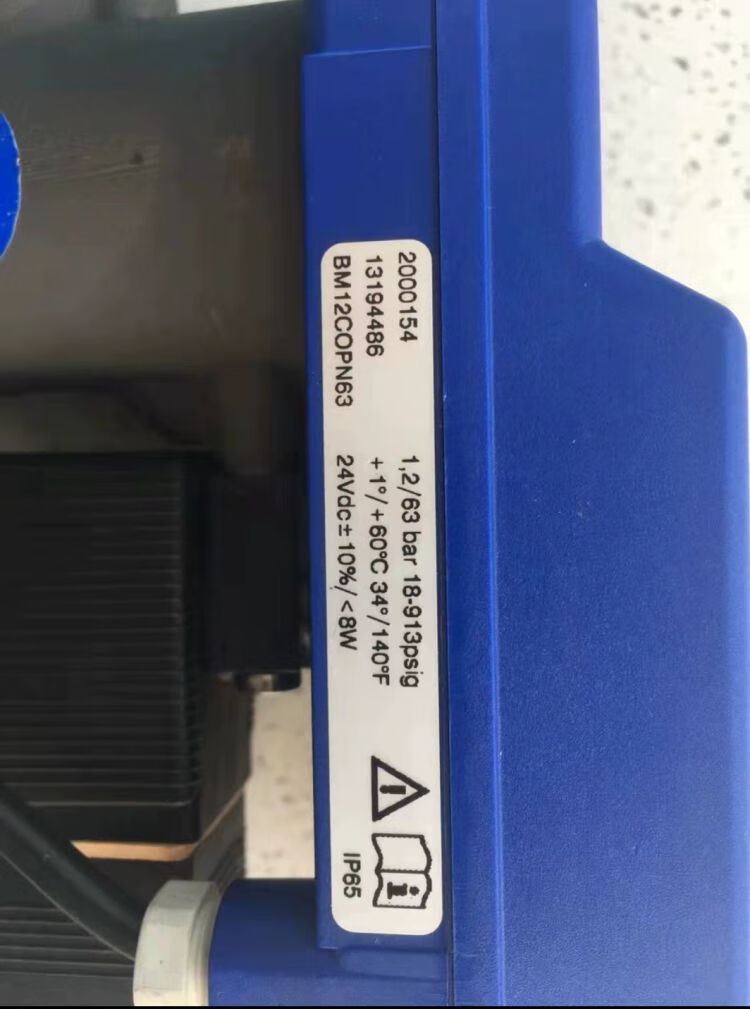 2000154
13194486
BM12COPN63
1,2/63 bar 18-913psig
+1°/+60°C 34°/140°F
24Vdc±10%/<8W
IP65